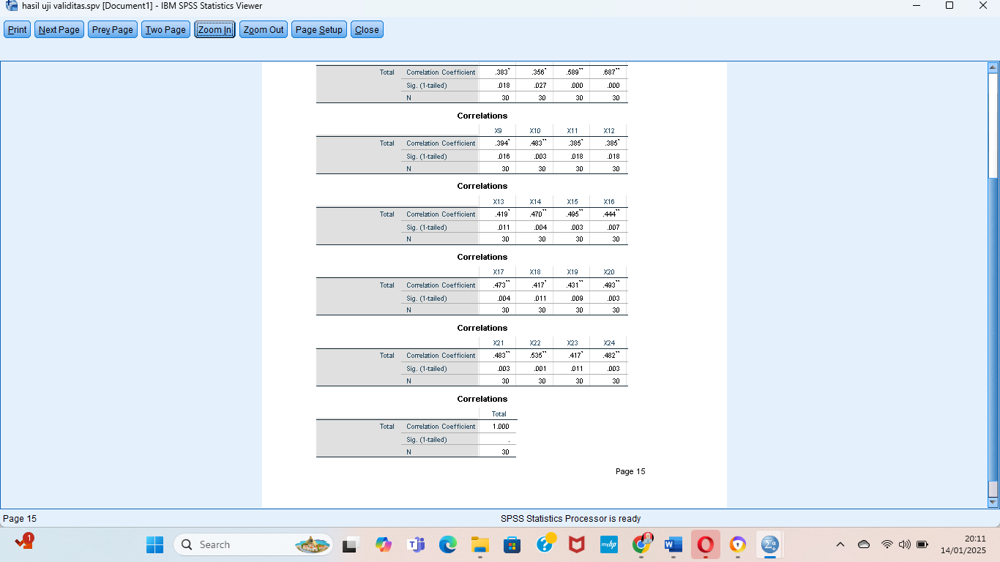 hasil uji validitas.spv [Document1] - IBM SPSS Statistics Viewer
Print Next Page Prev Page Two Page Zoom In Zoom Out Page Setup Close
Total Correlation Coefficient .383* .356* .589** .687**
Sig. (1-tailed) .018 .027 .000 .000
N 30 30 30 30
Correlations
X9 X10 X11 X12
Total Correlation Coefficient .394* .483** .385* .385*
Sig. (1-tailed) .016 .003 .018 .018
N 30 30 30 30
Correlations
X13 X14 X15 X16
Total Correlation Coefficient .419* .470** .495** .444**
Sig. (1-tailed) .011 .004 .003 .007
N 30 30 30 30
Correlations
X17 X18 X19 X20
Total Correlation Coefficient .473** .417* .431** .493**
Sig. (1-tailed) .004 .011 .009 .003
N 30 30 30 30
Correlations
X21 X22 X23 X24
Total Correlation Coefficient .483** .535** .417* .482**
Sig. (1-tailed) .003 .001 .011 .003
N 30 30 30 30
Correlations
Total
Total Correlation Coefficient 1.000
Sig. (1-tailed) .
N 30
Page 15
Page 15 SPSS Statistics Processor is ready
1 Search myhp 8 20:11
14/01/2025